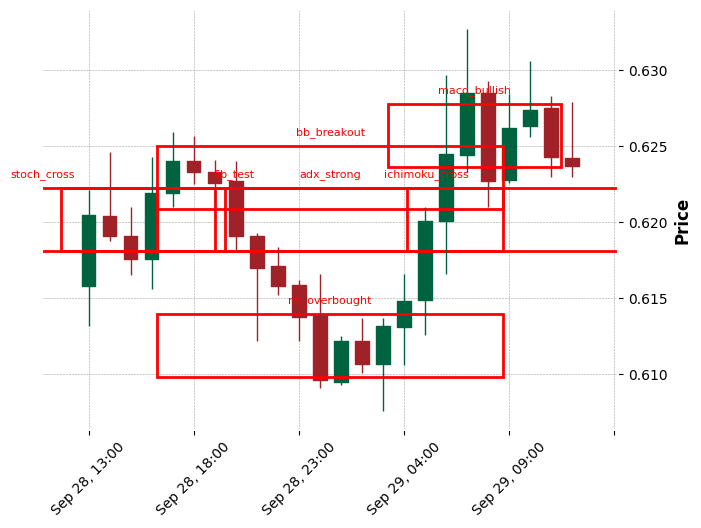 0.630
macd_bullish
bb_breakout
0.625
stoch_cross
fib_test
adx_strong
ichimoku_cross
0.620
Price
0.615
rsi_overbought
0.610
Sep 28, 13:00
Sep 28, 18:00
Sep 28, 23:00
Sep 29, 04:00
Sep 29, 09:00